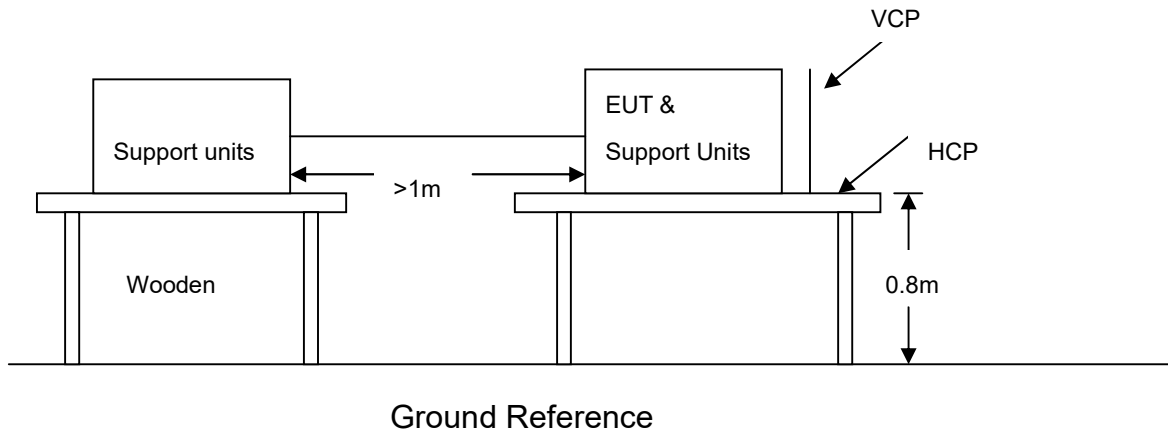 VCP
EUT &
Support units
Support Units
HCP
>1m
Wooden
0.8m
Ground Reference